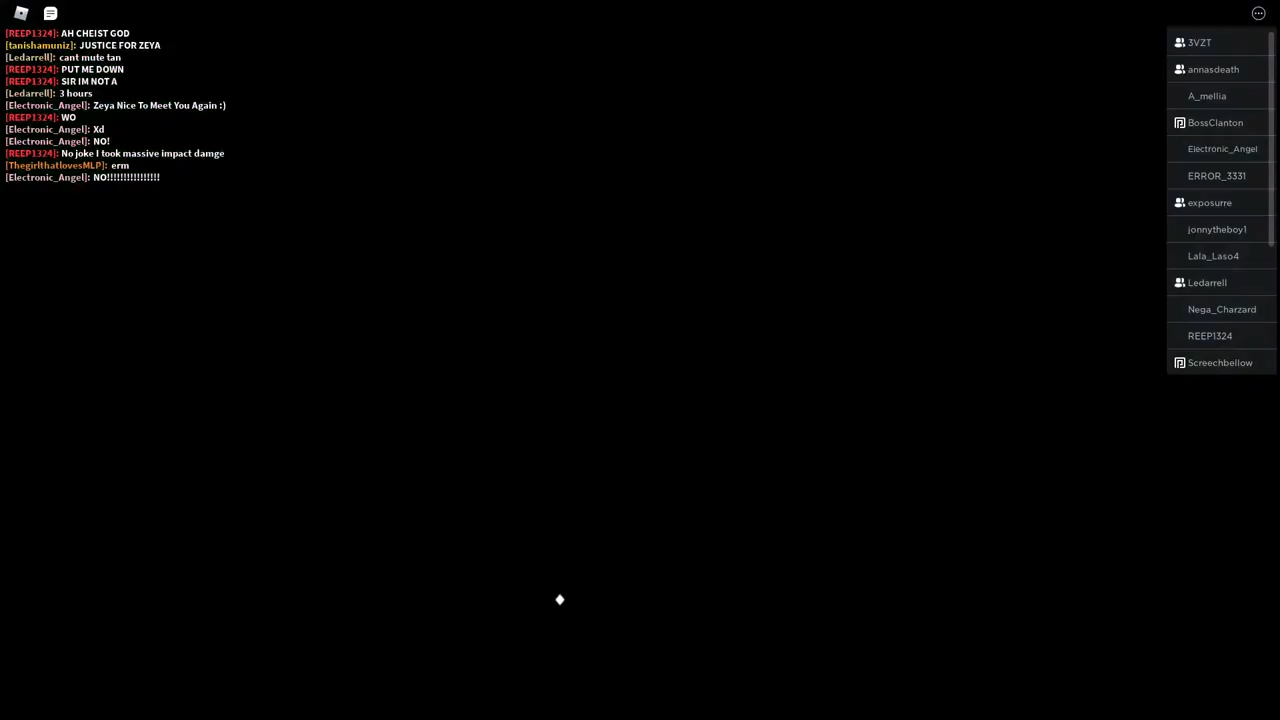 [REEP1324]: AH CHEIST GOD
[tanishamuniz]: JUSTICE FOR ZEYA
[Ledarrell]: cant mute tan
[REEP1324]: PUT ME DOWN
[REEP1324]: SIR IM NOT A
[Ledarrell]: 3 hours
[Electronic_Angel]: Zeya Nice To Meet You Again :)
[REEP1324]: WO
[Electronic_Angel]: Xd
[Electronic_Angel]: NO!
[REEP1324]: No joke I took massive impact damge
[ThegirlthatlovesMLP]: erm
[Electronic_Angel]: NO!!!!!!!!!!!!!!!
3VZT
annasdeath
A_mellia
BossClanton
Electronic_Angel
ERROR_3331
exposurre
jonnytheboy1
Lala_Laso4
Ledarrell
Nega_Charzard
REEP1324
Screechbellow